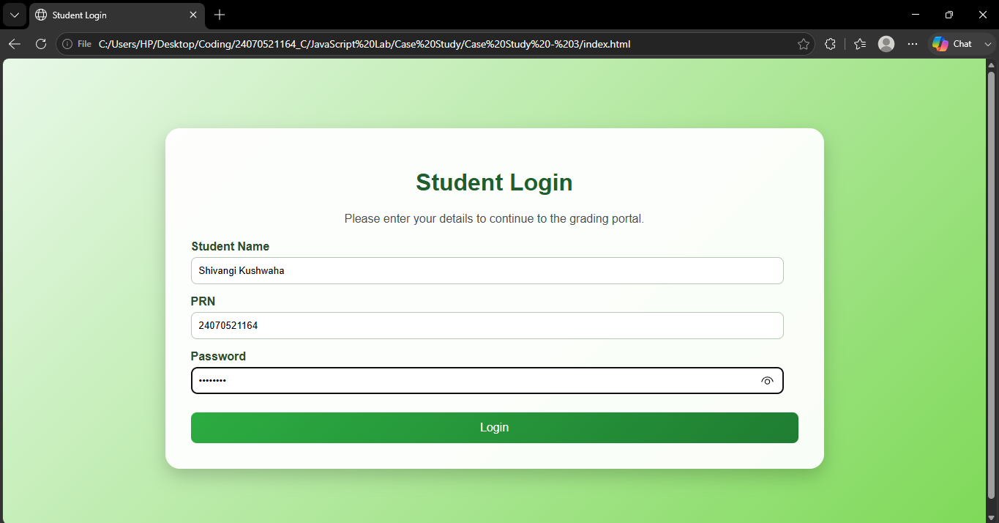 Student Login
File C:/Users/HP/Desktop/Coding/24070521164_C/JavaScript%20Lab/Case%20Study/Case%20Study%20-%203/index.html
Chat
Student Login
Please enter your details to continue to the grading portal.
Student Name
Shivangi Kushwaha
PRN
24070521164
Password
••••••••
Login